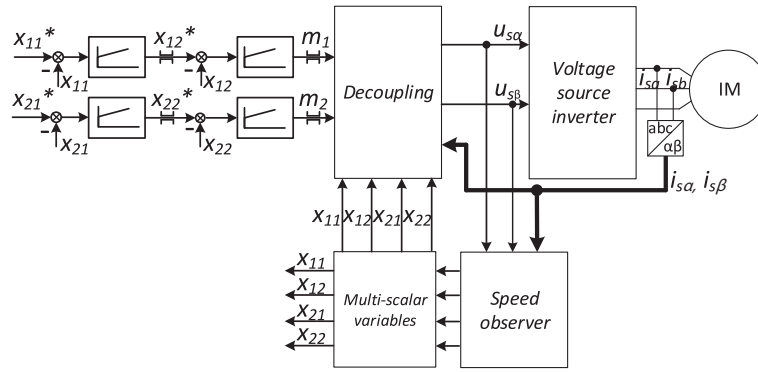 x11* x12* m1
x11 x12
x21* x22* m2
x21 x22
Decoupling
usα
usβ
Voltage
source
inverter
isa isb
IM
abc
αβ
isα, isβ
x11 x12 x21 x22
x11
x12
x21
x22
Multi-scalar
variables
Speed
observer